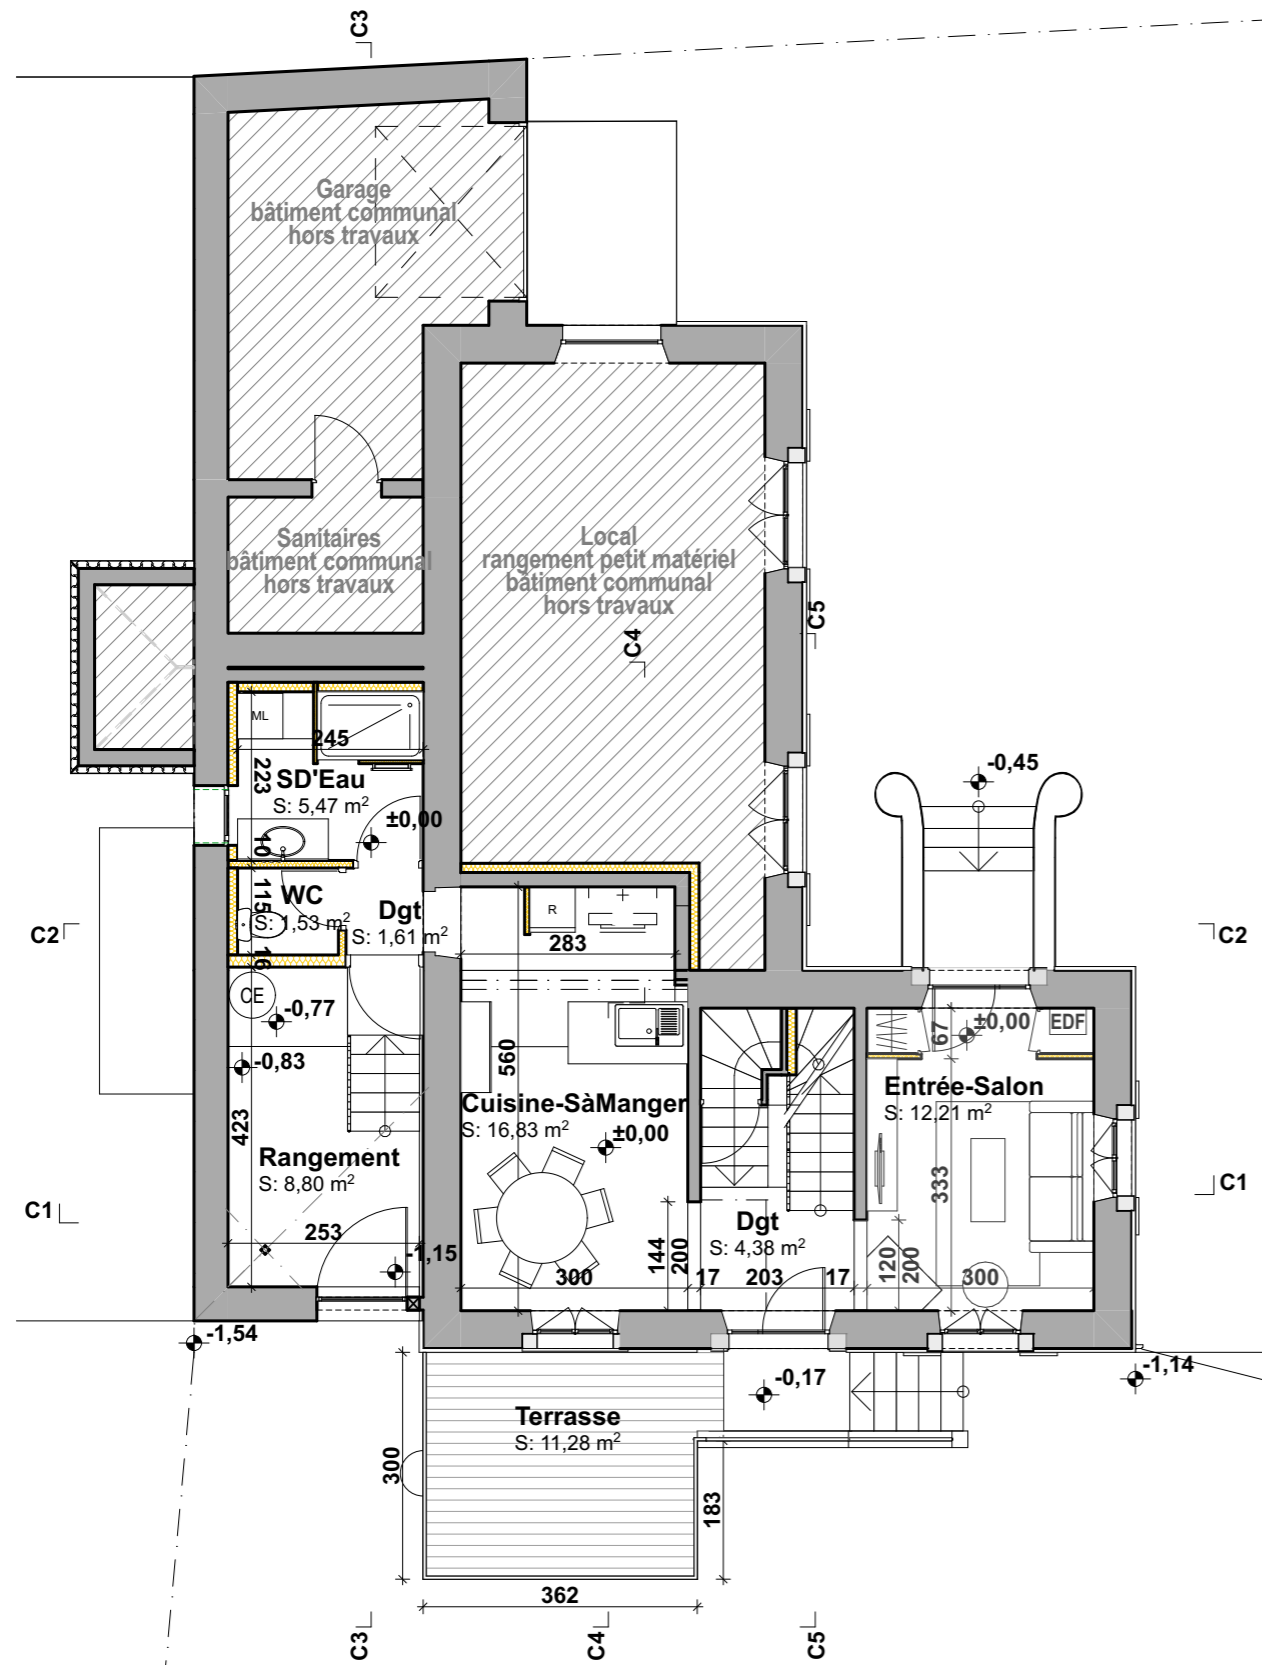 C3
Garage
bâtiment communal
hors travaux
Sanitaires
bâtiment communal
hors travaux
Local
rangement petit matériel
bâtiment communal
hors travaux
C4
C5
ML
245
223
SD'Eau
S: 5,47 m²
±0,00
10
-0,45
115
WC
S: 1,53 m²
Dgt
S: 1,61 m²
R
283
C2
C2
16
CE
-0,77
-0,83
423
560
67
±0,00
EDF
Entrée-Salon
S: 12,21 m²
Cuisine-SàManger
S: 16,83 m²
±0,00
Rangement
S: 8,80 m²
333
C1
C1
253
-1,15
Dgt
S: 4,38 m²
144
200
120
200
300
17
203
17
300
-1,54
-0,17
-1,14
Terrasse
S: 11,28 m²
300
183
362
C3
C4
C5